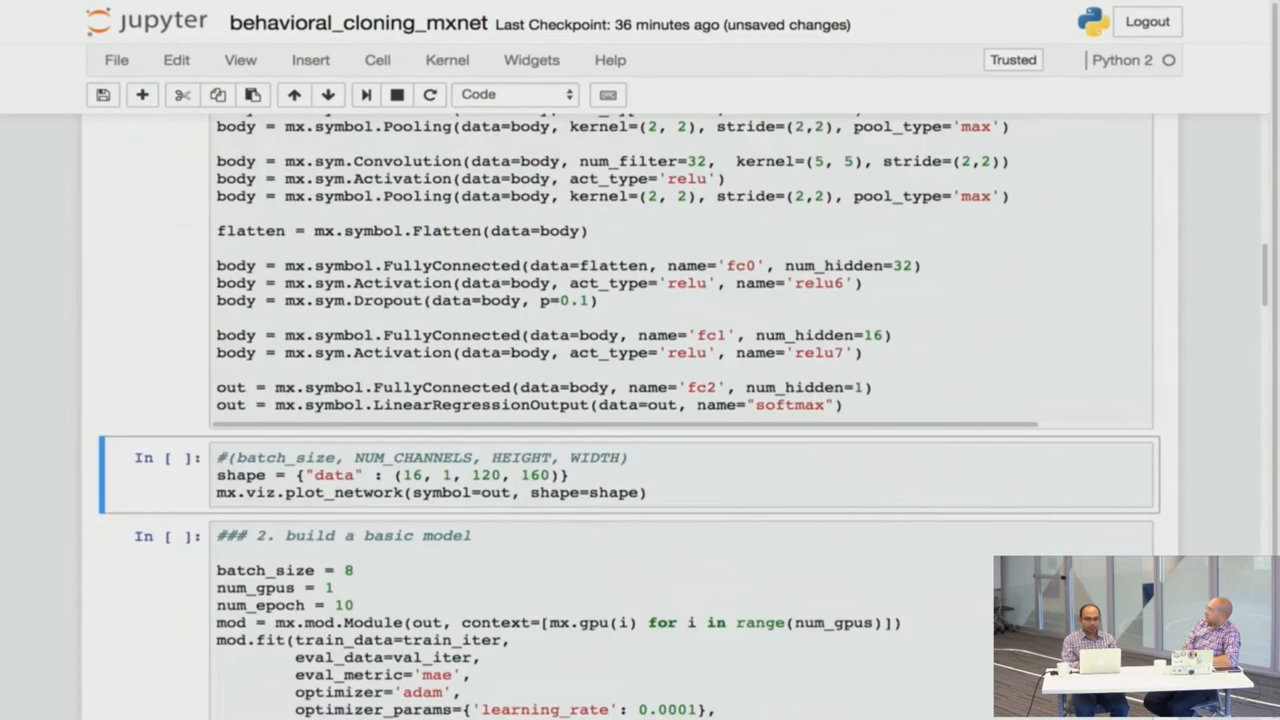 jupyter behavioral_cloning_mxnet Last Checkpoint: 36 minutes ago (unsaved changes) Logout
File Edit View Insert Cell Kernel Widgets Help Trusted Python 2
Code
body = mx.symbol.Pooling(data=body, kernel=(2, 2), stride=(2,2), pool_type='max')
body = mx.sym.Convolution(data=body, num_filter=32,  kernel=(5, 5), stride=(2,2))
body = mx.sym.Activation(data=body, act_type='relu')
body = mx.symbol.Pooling(data=body, kernel=(2, 2), stride=(2,2), pool_type='max')
flatten = mx.symbol.Flatten(data=body)
body = mx.symbol.FullyConnected(data=flatten, name='fc0', num_hidden=32)
body = mx.sym.Activation(data=body, act_type='relu', name='relu6')
body = mx.sym.Dropout(data=body, p=0.1)
body = mx.symbol.FullyConnected(data=body, name='fc1', num_hidden=16)
body = mx.sym.Activation(data=body, act_type='relu', name='relu7')
out = mx.symbol.FullyConnected(data=body, name='fc2', num_hidden=1)
out = mx.symbol.LinearRegressionOutput(data=out, name="softmax")
In [ ]: #(batch_size, NUM_CHANNELS, HEIGHT, WIDTH)
shape = {"data" : (16, 1, 120, 160)}
mx.viz.plot_network(symbol=out, shape=shape)
In [ ]: ### 2. build a basic model
batch_size = 8
num_gpus = 1
num_epoch = 10
mod = mx.mod.Module(out, context=[mx.gpu(i) for i in range(num_gpus)])
mod.fit(train_data=train_iter,
eval_data=val_iter,
eval_metric='mae',
optimizer='adam',
optimizer_params={'learning_rate': 0.0001},